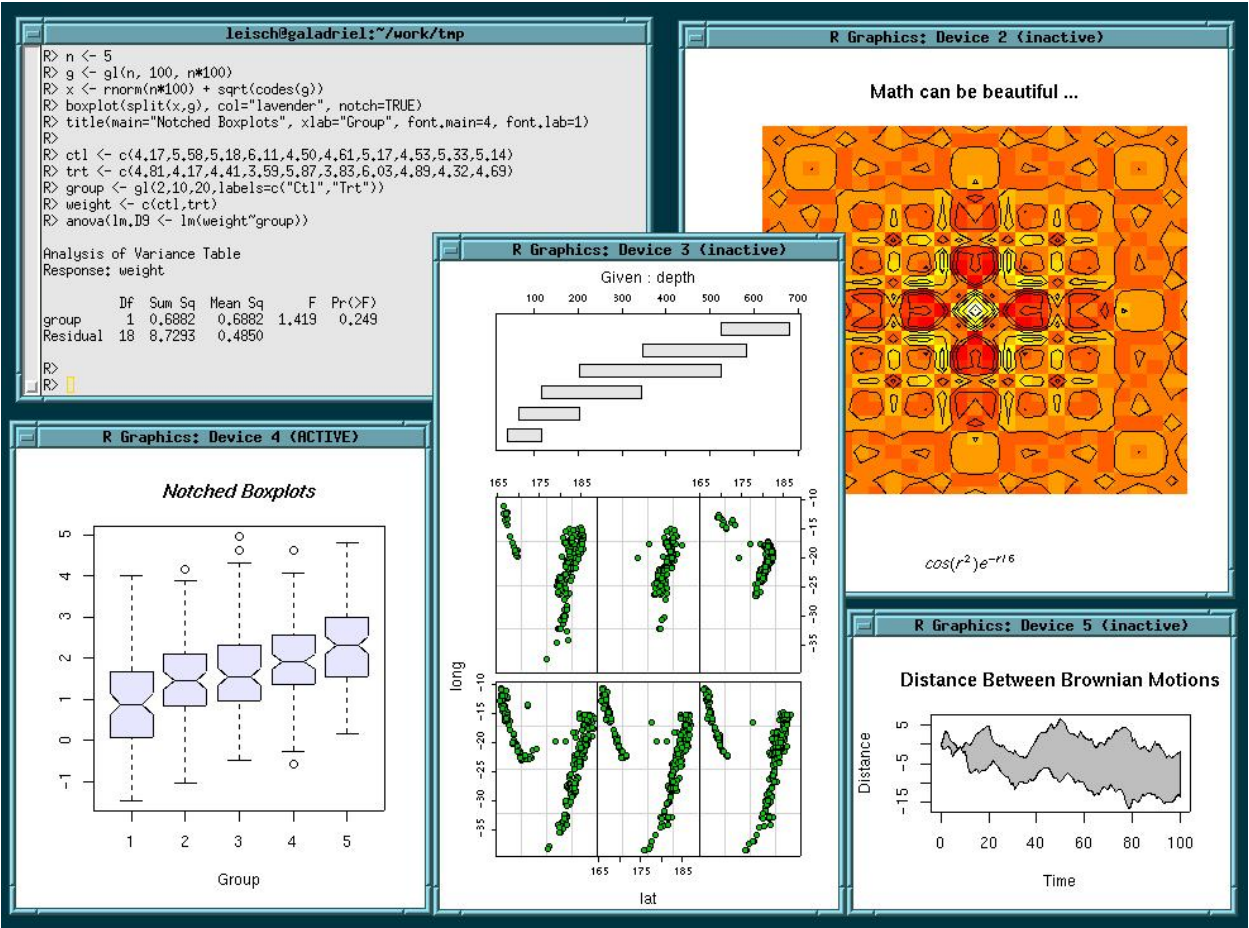 leisch@galadriel:~/work/tmp
R> n <- 5
R> g <- gl(n, 100, n*100)
R> x <- rnorm(n*100) + sqrt(codes(g))
R> boxplot(split(x,g), col="lavender", notch=TRUE)
R> title(main="Notched Boxplots", xlab="Group", font.main=4, font.lab=1)
R>
R> ctl <- c(4.17,5.58,5.18,6.11,4.50,4.61,5.17,4.53,5.33,5.14)
R> trt <- c(4.81,4.17,4.41,3.59,5.87,3.83,6.03,4.89,4.32,4.69)
R> group <- gl(2,10,20,labels=c("Ctl","Trt"))
R> weight <- c(ctl,trt)
R> anova(lm.D9 <- lm(weight~group))
Analysis of Variance Table
Response: weight
Df Sum Sq Mean Sq F Pr(>F)
group 1 0.6882 0.6882 1.419 0.249
Residual 18 8.7293 0.4850
R>
R>
R Graphics: Device 2 (inactive)
Math can be beautiful ...
cos(r²)e^{-r/6}
R Graphics: Device 3 (inactive)
Given : depth
100 200 300 400 500 600 700
165 175 185 165 175 185
-10
-15
-20
-25
-30
-35
long
-10
-15
-20
-25
-30
-35
165 175 185
lat
R Graphics: Device 4 (ACTIVE)
Notched Boxplots
5
4
3
2
1
0
-1
1 2 3 4 5
Group
R Graphics: Device 5 (inactive)
Distance Between Brownian Motions
Distance
5
-5
-15
0 20 40 60 80 100
Time